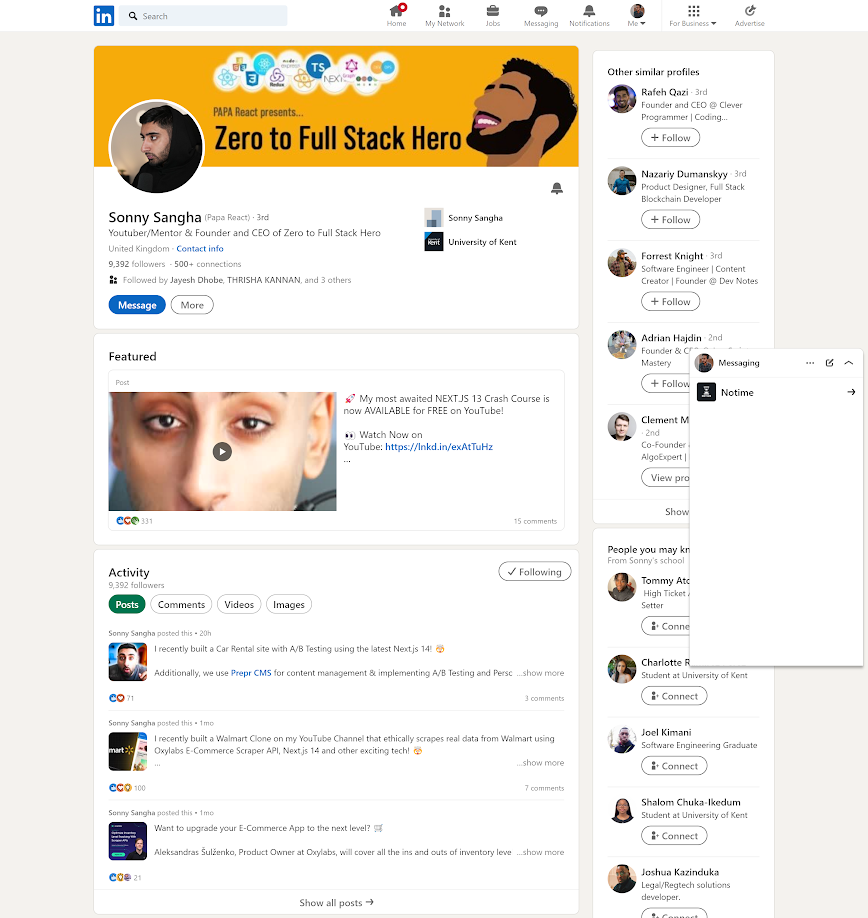 in
Search
Home
My Network
Jobs
Messaging
Notifications
Me
For Business
Advertise
TS
NEXT
PAPA React presents...
Zero to Full Stack Hero
Sonny Sangha (Papa React) · 3rd
Youtuber/Mentor & Founder and CEO of Zero to Full Stack Hero
United Kingdom · Contact info
9,392 followers · 500+ connections
Followed by Jayesh Dhobe, THRISHA KANNAN, and 3 others
Message
More
Sonny Sangha
Kent
University of Kent
Featured
Post
🚀 My most awaited NEXT.JS 13 Crash Course is
now AVAILABLE for FREE on YouTube!
👀 Watch Now on
YouTube: https://lnkd.in/exAtTuHz
...
331
15 comments
Activity
9,392 followers
Following
Posts
Comments
Videos
Images
Sonny Sangha posted this • 20h
I recently built a Car Rental site with A/B Testing using the latest Next.js 14! 🤯
Additionally, we use Prepr CMS for content management & implementing A/B Testing and Persc ...show more
71
3 comments
Sonny Sangha posted this • 1mo
mart
I recently built a Walmart Clone on my YouTube Channel that ethically scrapes real data from Walmart using
Oxylabs E-Commerce Scraper API, Next.js 14 and other exciting tech! 🤯
...
...show more
100
7 comments
Sonny Sangha posted this • 1mo
Want to upgrade your E-Commerce App to the next level? 🛒
Aleksandras Šulženko, Product Owner at Oxylabs, will cover all the ins and outs of inventory leve ...show more
21
Show all posts →
Other similar profiles
Rafeh Qazi · 3rd
Founder and CEO @ Clever
Programmer | Coding...
+ Follow
Nazariy Dumanskyy · 3rd
Product Designer, Full Stack
Blockchain Developer
+ Follow
Forrest Knight · 3rd
Software Engineer | Content
Creator | Founder @ Dev Notes
+ Follow
Adrian Hajdin · 2nd
Founder &
Mastery
+ Follow
Clement M
· 2nd
Co-Founder
AlgoExpert |
View pro
Show
Messaging
Notime
People you may kn
From Sonny's school
Tommy Ato
High Ticket
Setter
Conne
Charlotte R
Student at University of Kent
Connect
Joel Kimani
Software Engineering Graduate
Connect
Shalom Chuka-Ikedum
Student at University of Kent
Connect
Joshua Kazinduka
Legal/Regtech solutions
developer.
Connect